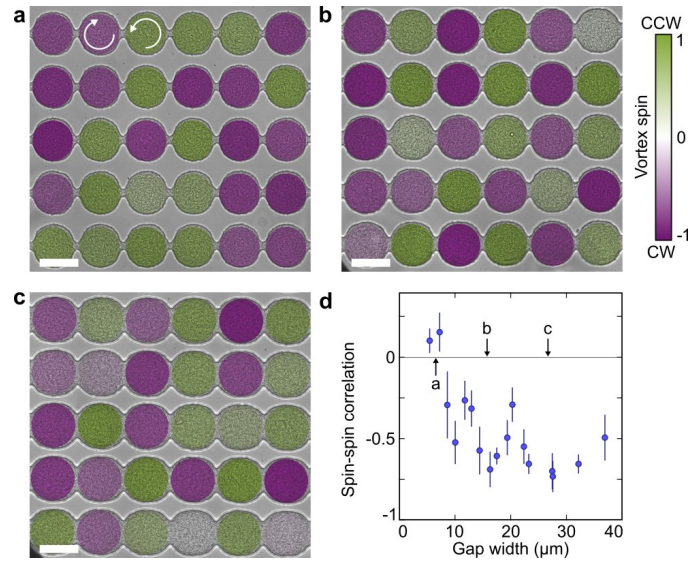 a
b
CCW
1
Vortex spin
0
-1
CW
c
d
Spin-spin correlation
0
-0.5
-1
a
b
c
0
10
20
30
40
Gap width (μm)